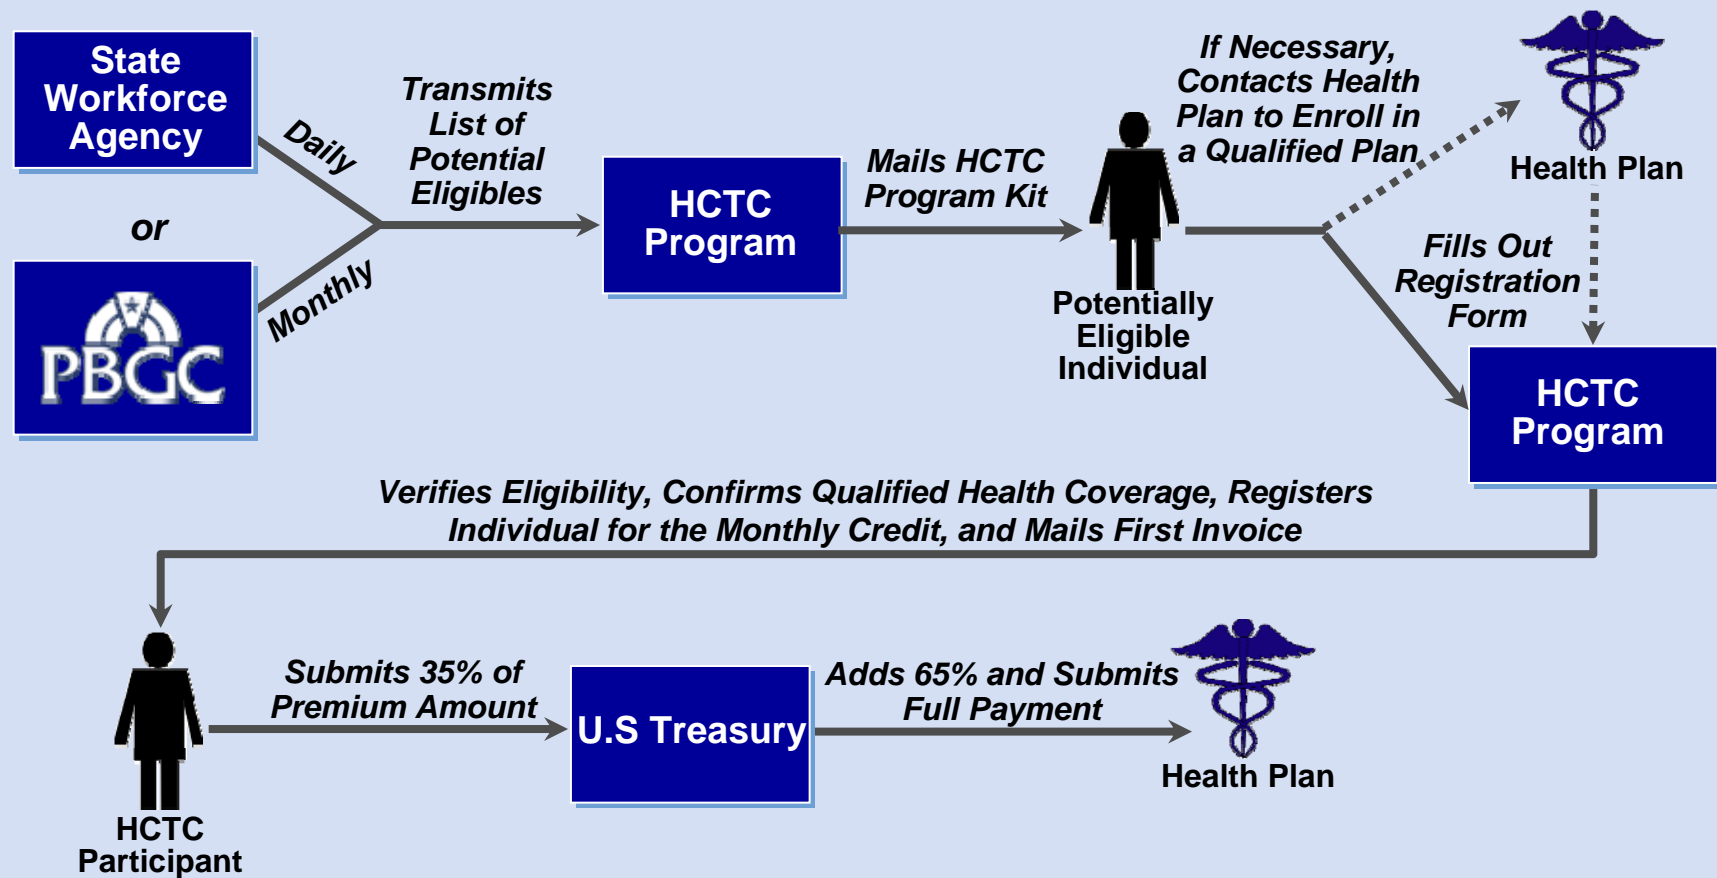 State
Workforce
Agency
or
PBGC
Daily
Monthly
Transmits
List of
Potential
Eligibles
HCTC
Program
Mails HCTC
Program Kit
Potentially
Eligible
Individual
If Necessary,
Contacts Health
Plan to Enroll in
a Qualified Plan
Health Plan
Fills Out
Registration
Form
HCTC
Program
Verifies Eligibility, Confirms Qualified Health Coverage, Registers
Individual for the Monthly Credit, and Mails First Invoice
HCTC
Participant
Submits 35% of
Premium Amount
U.S Treasury
Adds 65% and Submits
Full Payment
Health Plan